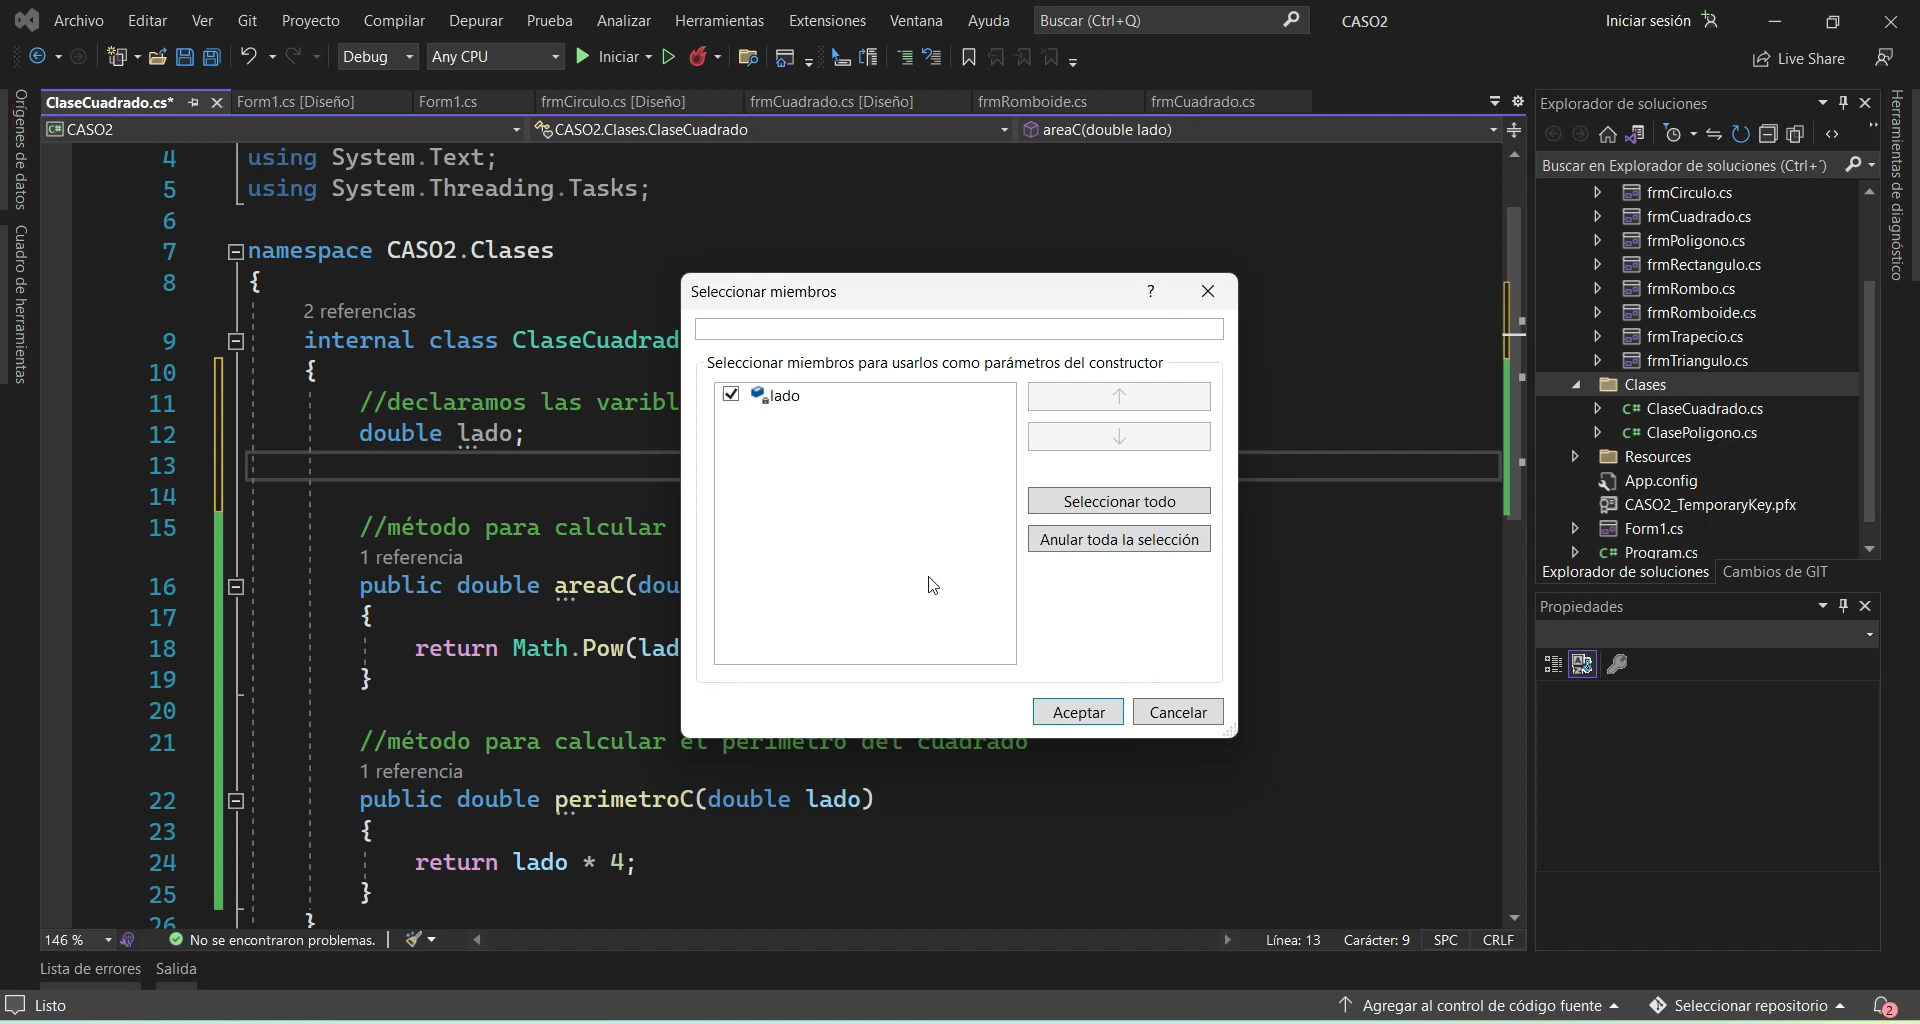 Archivo Editar Ver Git Proyecto Compilar Depurar Prueba Analizar Herramientas Extensiones Ventana Ayuda Buscar (Ctrl+Q) CASO2 Iniciar sesión
Debug Any CPU Iniciar Live Share
ClaseCuadrado.cs* Form1.cs [Diseño] Form1.cs frmCirculo.cs [Diseño] frmCuadrado.cs [Diseño] frmRomboide.cs frmCuadrado.cs
C# CASO2 CASO2.Clases.ClaseCuadrado areaC(double lado)
Orígenes de datos
Cuadro de herramientas
4 using System.Text;
5 using System.Threading.Tasks;
6
7 namespace CASO2.Clases
8 {
2 referencias
9 internal class ClaseCuadrad
10 {
11 //declaramos las varibl
12 double lado;
13
14
15 //método para calcular
1 referencia
16 public double areaC(dou
17 {
18 return Math.Pow(lad
19 }
20
21 //método para calcular el perimetro del cuadrado
1 referencia
22 public double perimetroC(double lado)
23 {
24 return lado * 4;
25 }
26 }
Seleccionar miembros ?
Seleccionar miembros para usarlos como parámetros del constructor
lado
Seleccionar todo
Anular toda la selección
Aceptar Cancelar
Explorador de soluciones
Buscar en Explorador de soluciones (Ctrl+´)
frmCirculo.cs
frmCuadrado.cs
frmPoligono.cs
frmRectangulo.cs
frmRombo.cs
frmRomboide.cs
frmTrapecio.cs
frmTriangulo.cs
Clases
C# ClaseCuadrado.cs
C# ClasePoligono.cs
Resources
App.config
CASO2_TemporaryKey.pfx
Form1.cs
C# Program.cs
Explorador de soluciones Cambios de GIT
Propiedades
Herramientas de diagnóstico
146 % No se encontraron problemas. Línea: 13 Carácter: 9 SPC CRLF
Lista de errores Salida
Listo Agregar al control de código fuente Seleccionar repositorio 2